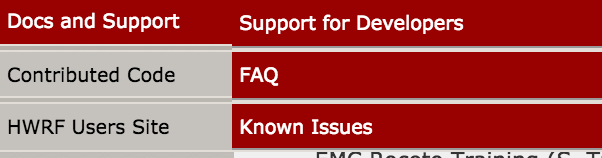 Docs and Support
Support for Developers
Contributed Code
FAQ
HWRF Users Site
Known Issues